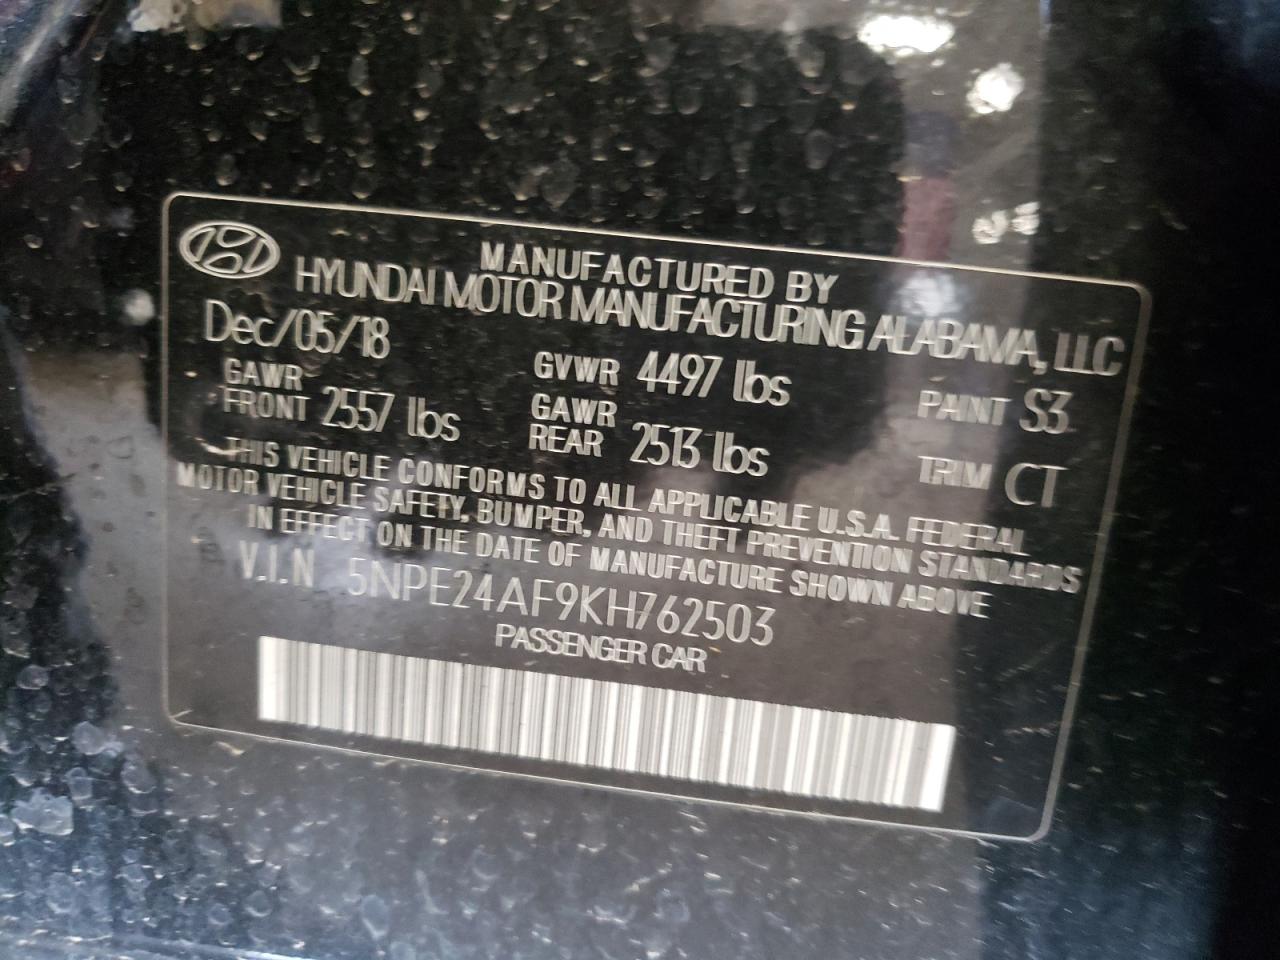 MANUFACTURED BY
HYUNDAI MOTOR MANUFACTURING ALABAMA, LLC
Dec/05/18
GVWR 4497 lbs
PAINT S3
GAWR FRONT 2557 lbs
GAWR REAR 2513 lbs
TRIM CT
THIS VEHICLE CONFORMS TO ALL APPLICABLE U.S.A. FEDERAL
MOTOR VEHICLE SAFETY, BUMPER, AND THEFT PREVENTION STANDARDS
IN EFFECT ON THE DATE OF MANUFACTURE SHOWN ABOVE
V.I.N 5NPE24AF9KH762503
PASSENGER CAR